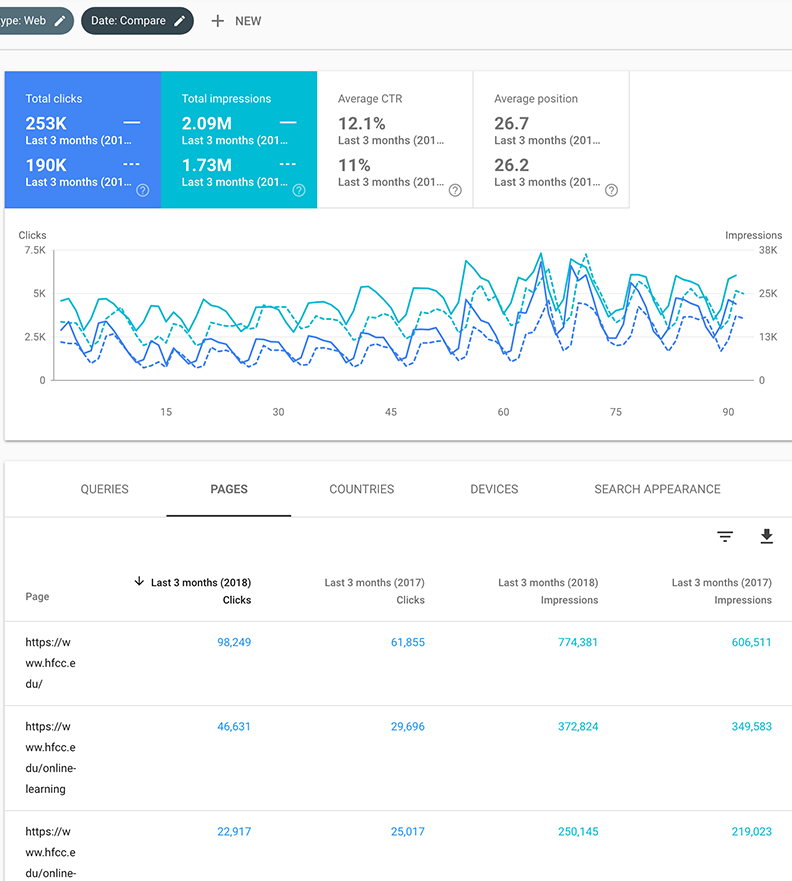 ype: Web
Date: Compare
NEW
Total clicks
253K
Last 3 months (201...
190K
Last 3 months (201...
Total impressions
2.09M
Last 3 months (201...
1.73M
Last 3 months (201...
Average CTR
12.1%
Last 3 months (201...
11%
Last 3 months (201...
Average position
26.7
Last 3 months (201...
26.2
Last 3 months (201...
Clicks Impressions
7.5K 38K
5K 25K
2.5K 13K
0 0
15 30 45 60 75 90
QUERIES PAGES COUNTRIES DEVICES SEARCH APPEARANCE
Page
Last 3 months (2018) Last 3 months (2017) Last 3 months (2018) Last 3 months (2017)
Clicks Clicks Impressions Impressions
https://w 98,249 61,855 774,381 606,511
ww.hfcc.e
du/
https://w 46,631 29,696 372,824 349,583
ww.hfcc.e
du/online-
learning
https://w 22,917 25,017 250,145 219,023
ww.hfcc.e
du/online-